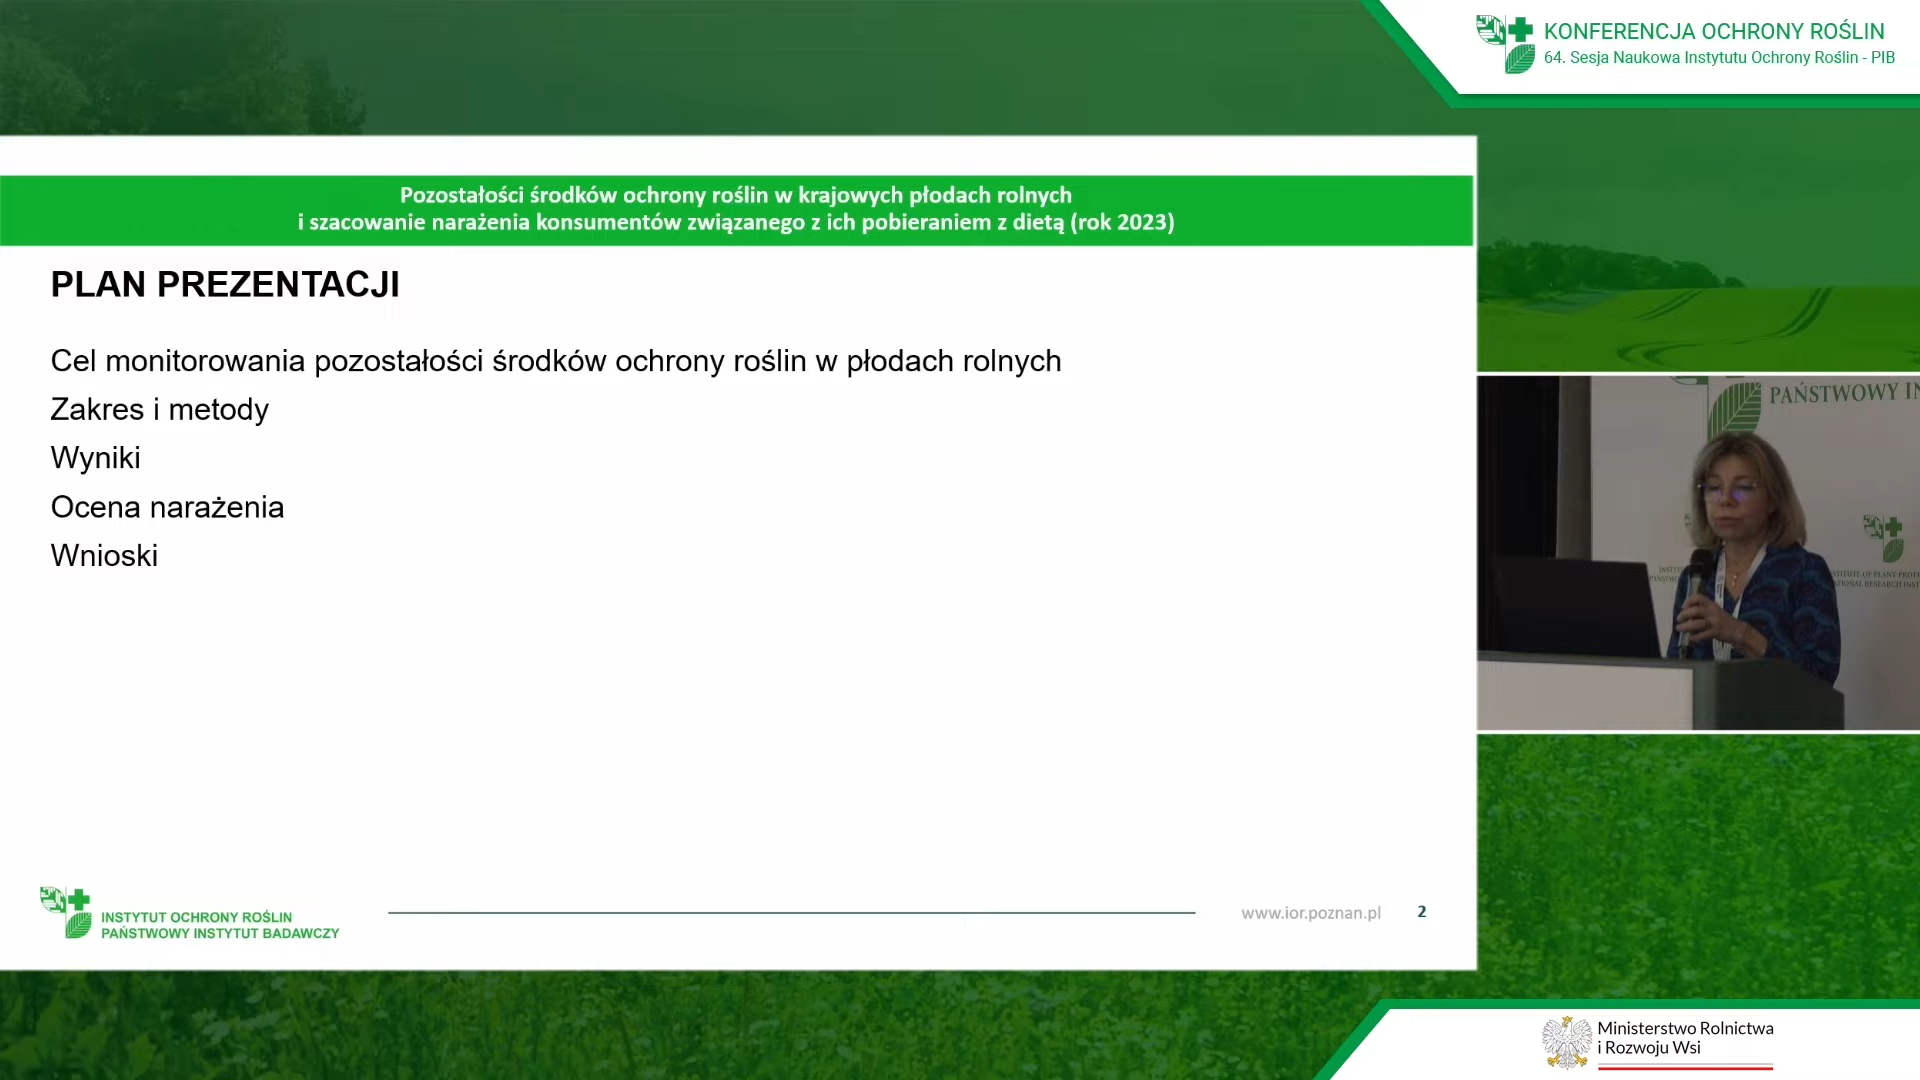 KONFERENCJA OCHRONY ROŚLIN
64. Sesja Naukowa Instytutu Ochrony Roślin - PIB
Pozostałości środków ochrony roślin w krajowych płodach rolnych
i szacowanie narażenia konsumentów związanego z ich pobieraniem z dietą (rok 2023)
PLAN PREZENTACJI
Cel monitorowania pozostałości środków ochrony roślin w płodach rolnych
Zakres i metody
Wyniki
Ocena narażenia
Wnioski
INSTYTUT OCHRONY ROŚLIN
PAŃSTWOWY INSTYTUT BADAWCZY
www.ior.poznan.pl 2
PAŃSTWOWY
Ministerstwo Rolnictwa
i Rozwoju Wsi